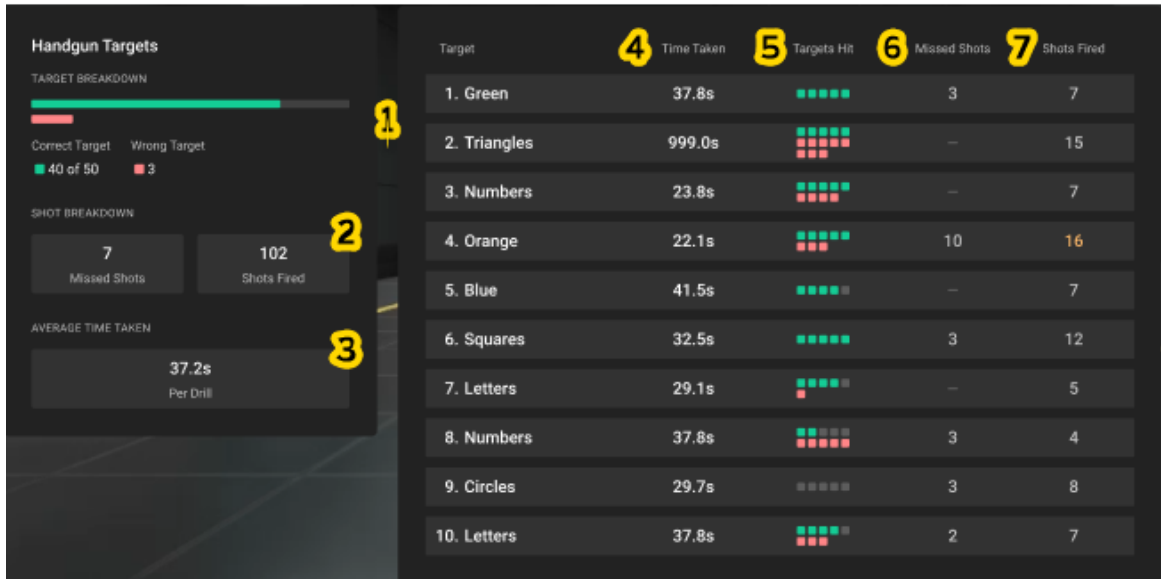 Handgun Targets
TARGET BREAKDOWN
1
Correct Target Wrong Target
40 of 50 3
SHOT BREAKDOWN
2
7 102
Missed Shots Shots Fired
AVERAGE TIME TAKEN
3
37.2s
Per Drill
Target 4 Time Taken 5 Targets Hit 6 Missed Shots 7 Shots Fired
1. Green 37.8s 3 7
2. Triangles 999.0s – 15
3. Numbers 23.8s – 7
4. Orange 22.1s 10 16
5. Blue 41.5s – 7
6. Squares 32.5s 3 12
7. Letters 29.1s – 5
8. Numbers 37.8s 3 4
9. Circles 29.7s 3 8
10. Letters 37.8s 2 7